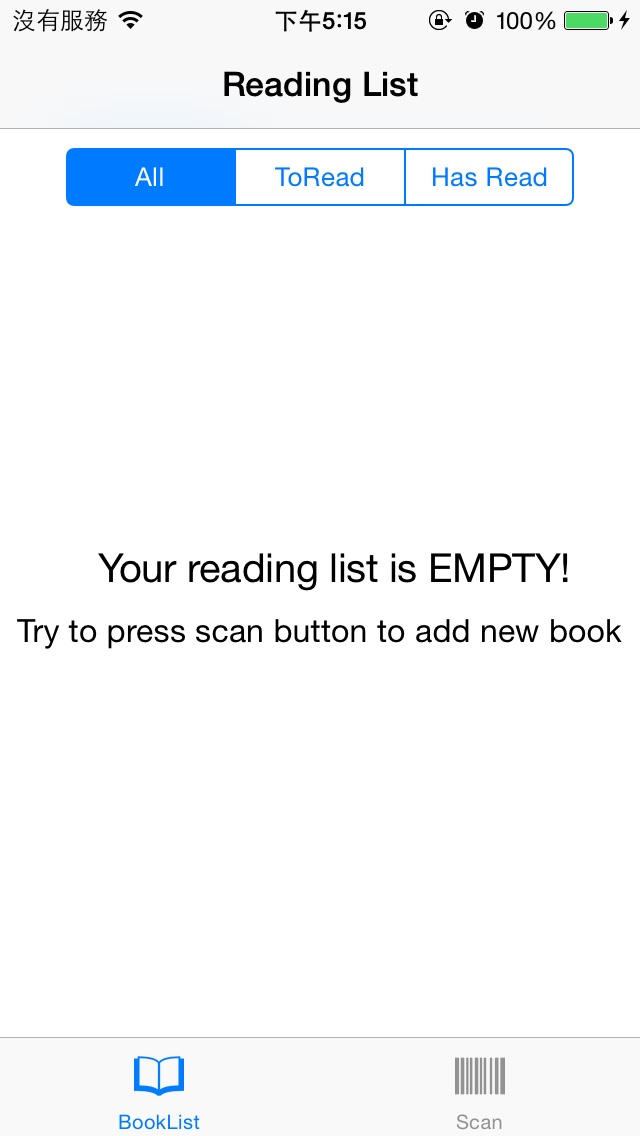 沒有服務 下午5:15 100%
Reading List
All ToRead Has Read
Your reading list is EMPTY!
Try to press scan button to add new book
BookList Scan